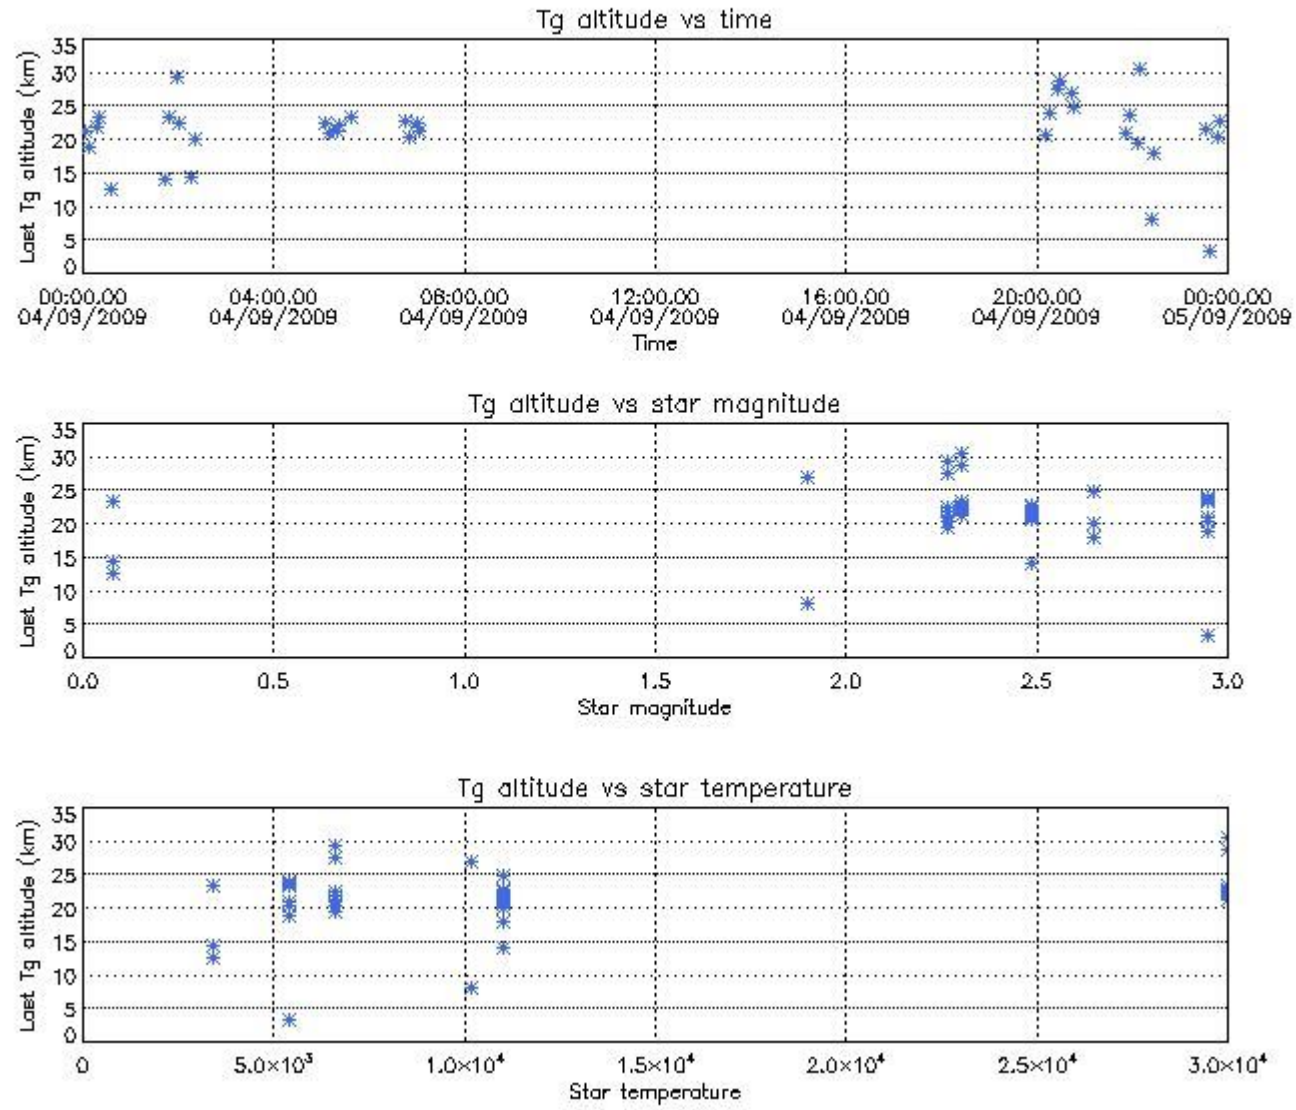 Tg altitude vs time
Last Tg altitude (km)
35
30
25
20
15
10
5
0
00:00.00 04:00.00 08:00.00 12:00.00 16:00.00 20:00.00 00:00.00
04/09/2009 04/09/2009 04/09/2009 04/09/2009 04/09/2009 04/09/2009 05/09/2009
Time
Tg altitude vs star magnitude
Last Tg altitude (km)
35
30
25
20
15
10
5
0
0.0 0.5 1.0 1.5 2.0 2.5 3.0
Star magnitude
Tg altitude vs star temperature
Last Tg altitude (km)
35
30
25
20
15
10
5
0
0 5.0×10³ 1.0×10⁴ 1.5×10⁴ 2.0×10⁴ 2.5×10⁴ 3.0×10⁴
Star temperature